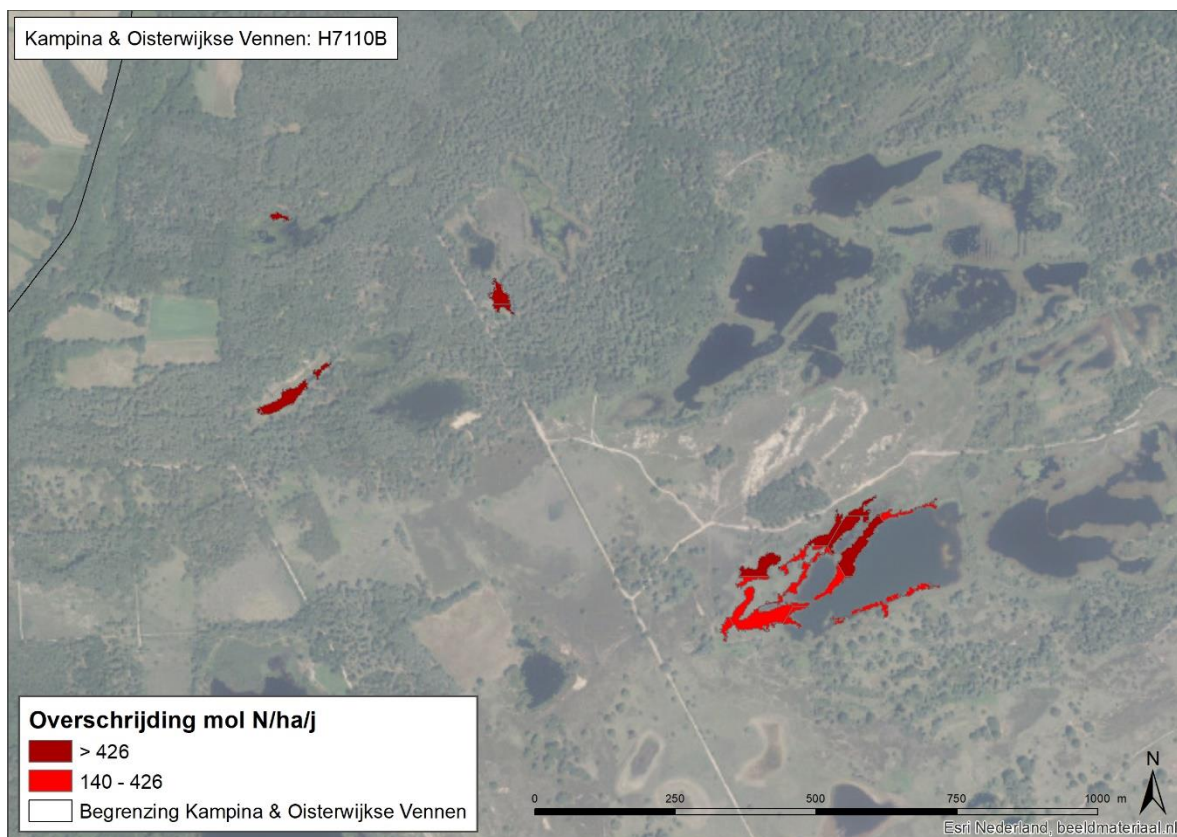 Kampina & Oisterwijkse Vennen: H7110B
Overschrijding mol N/ha/j
> 426
140 - 426
Begrenzing Kampina & Oisterwijkse Vennen
N
0 250 500 750 1000 m
Esri Nederland, beeldmateriaal.nl